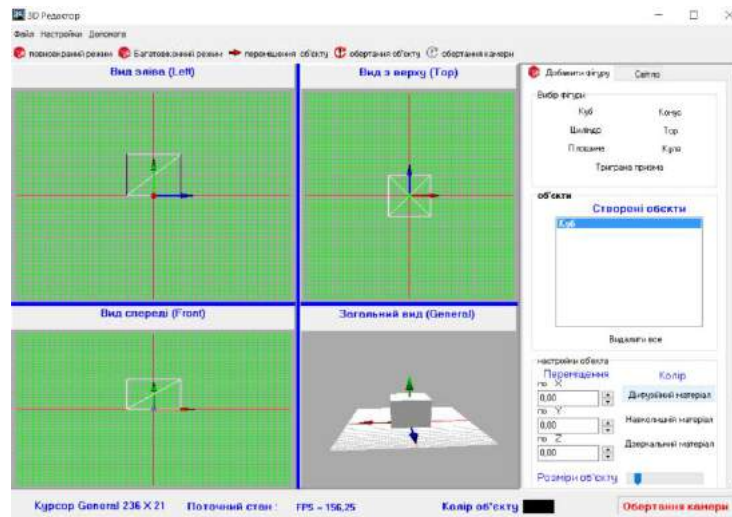 3D Редактор
Файл Настройки Допомога
повноекраний режим Багатовіконний режим переміщення об'єкту обертання об'єкту обертання камери
Вид зліва (Left)
Вид з верху (Top)
Добавити фігуру Світло
Вибір фігури
Куб Конус
Циліндр Тор
Площина Куля
Тригранна призма
об'єкти
Створені обєкти
Куб
Видалити все
Вид спереді (Front)
Загольний вид (General)
настройки об'єкта
Переміщення Колір
по X
0,00
Дифузійний матеріал
по Y
0,00
Навколишній матеріал
по Z
0,00
Дзеркальний матеріал
Розміри об'єкту
Курсор General 236 X 21 Поточний стан : FPS = 156,25 Колір об'єкту Обертання камери